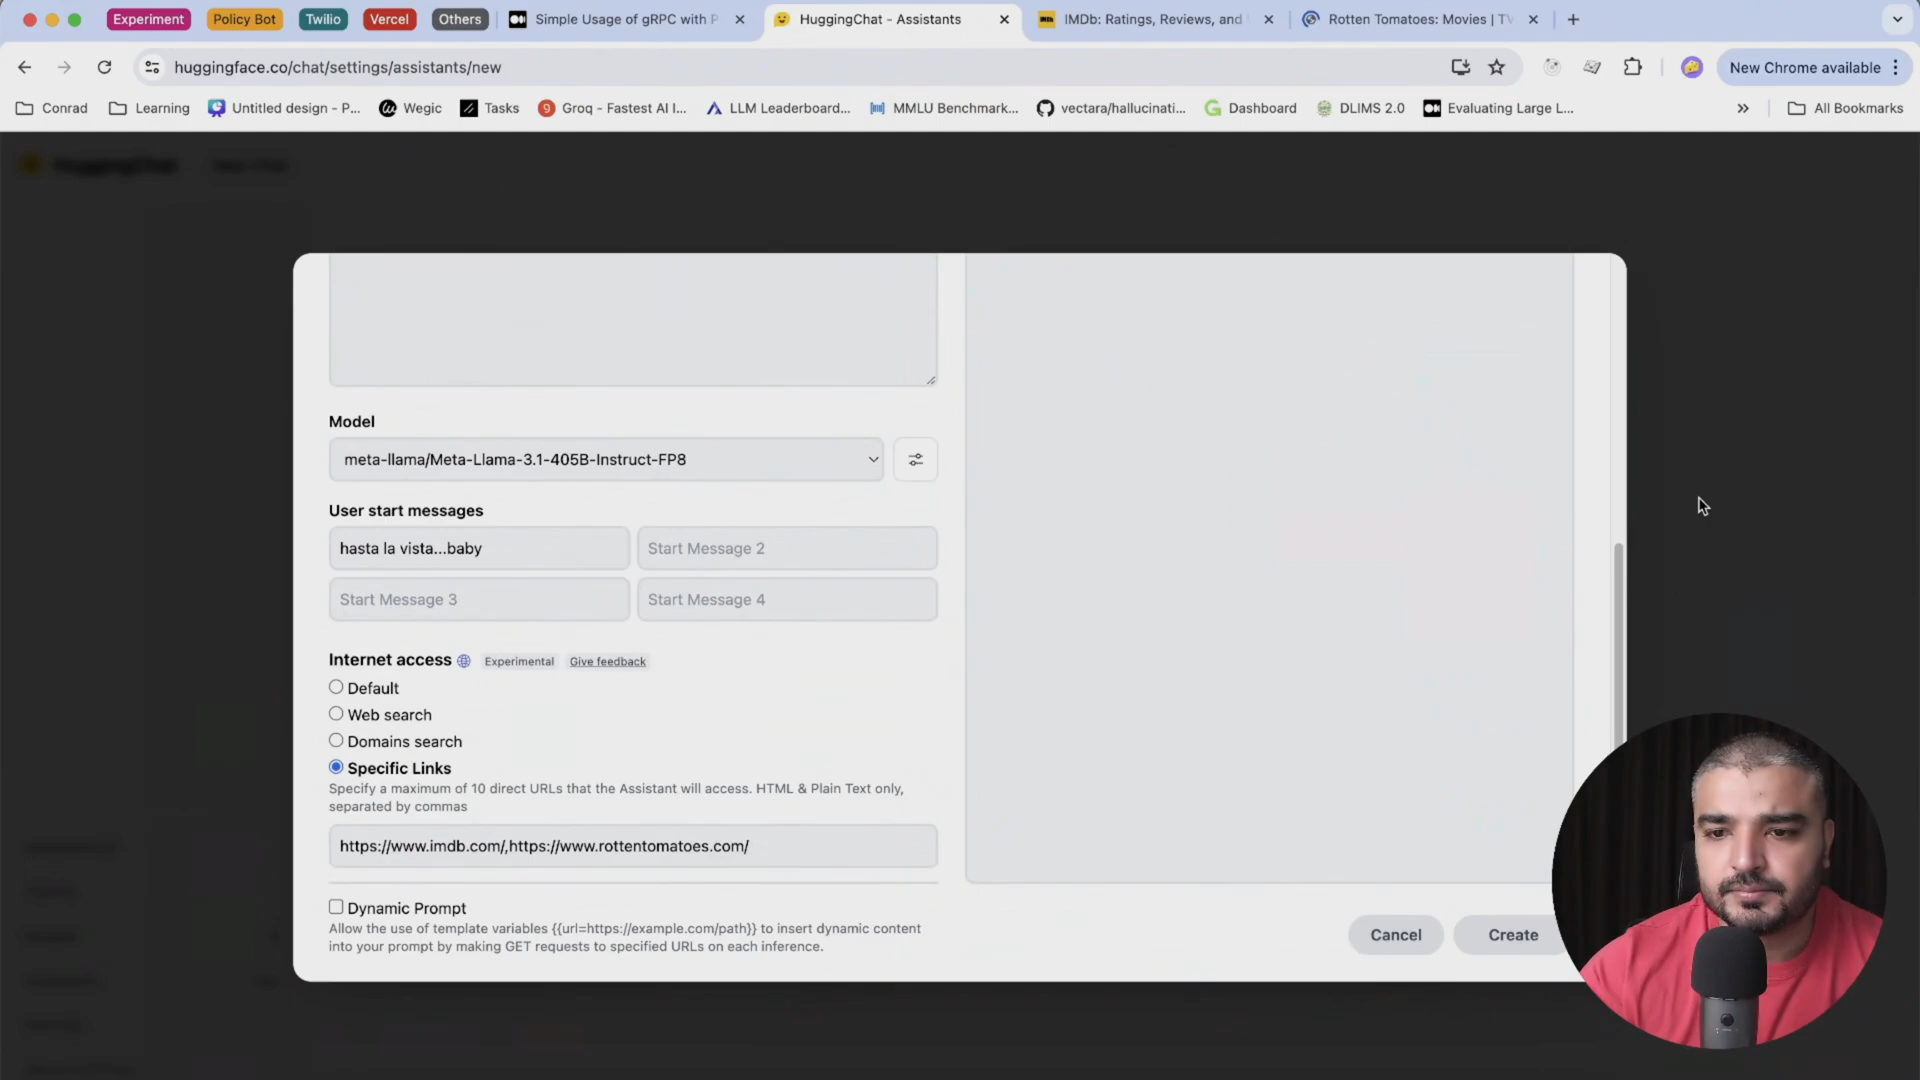 Experiment
Policy Bot
Twilio
Vercel
Others
Simple Usage of gRPC with P
HuggingChat - Assistants
IMDb: Ratings, Reviews, and
Rotten Tomatoes: Movies | TV
huggingface.co/chat/settings/assistants/new
New Chrome available
Conrad
Learning
Untitled design - P...
Wegic
Tasks
Groq - Fastest AI I...
LLM Leaderboard...
MMLU Benchmark...
vectara/hallucinati...
Dashboard
DLIMS 2.0
Evaluating Large L...
All Bookmarks
HuggingChat
New Chat
Model
meta-llama/Meta-Llama-3.1-405B-Instruct-FP8
User start messages
hasta la vista...baby
Start Message 2
Start Message 3
Start Message 4
Internet access
Experimental
Give feedback
Default
Web search
Domains search
Specific Links
Specify a maximum of 10 direct URLs that the Assistant will access. HTML & Plain Text only,
separated by commas
https://www.imdb.com/,https://www.rottentomatoes.com/
Dynamic Prompt
Allow the use of template variables {{url=https://example.com/path}} to insert dynamic content
into your prompt by making GET requests to specified URLs on each inference.
Cancel
Create